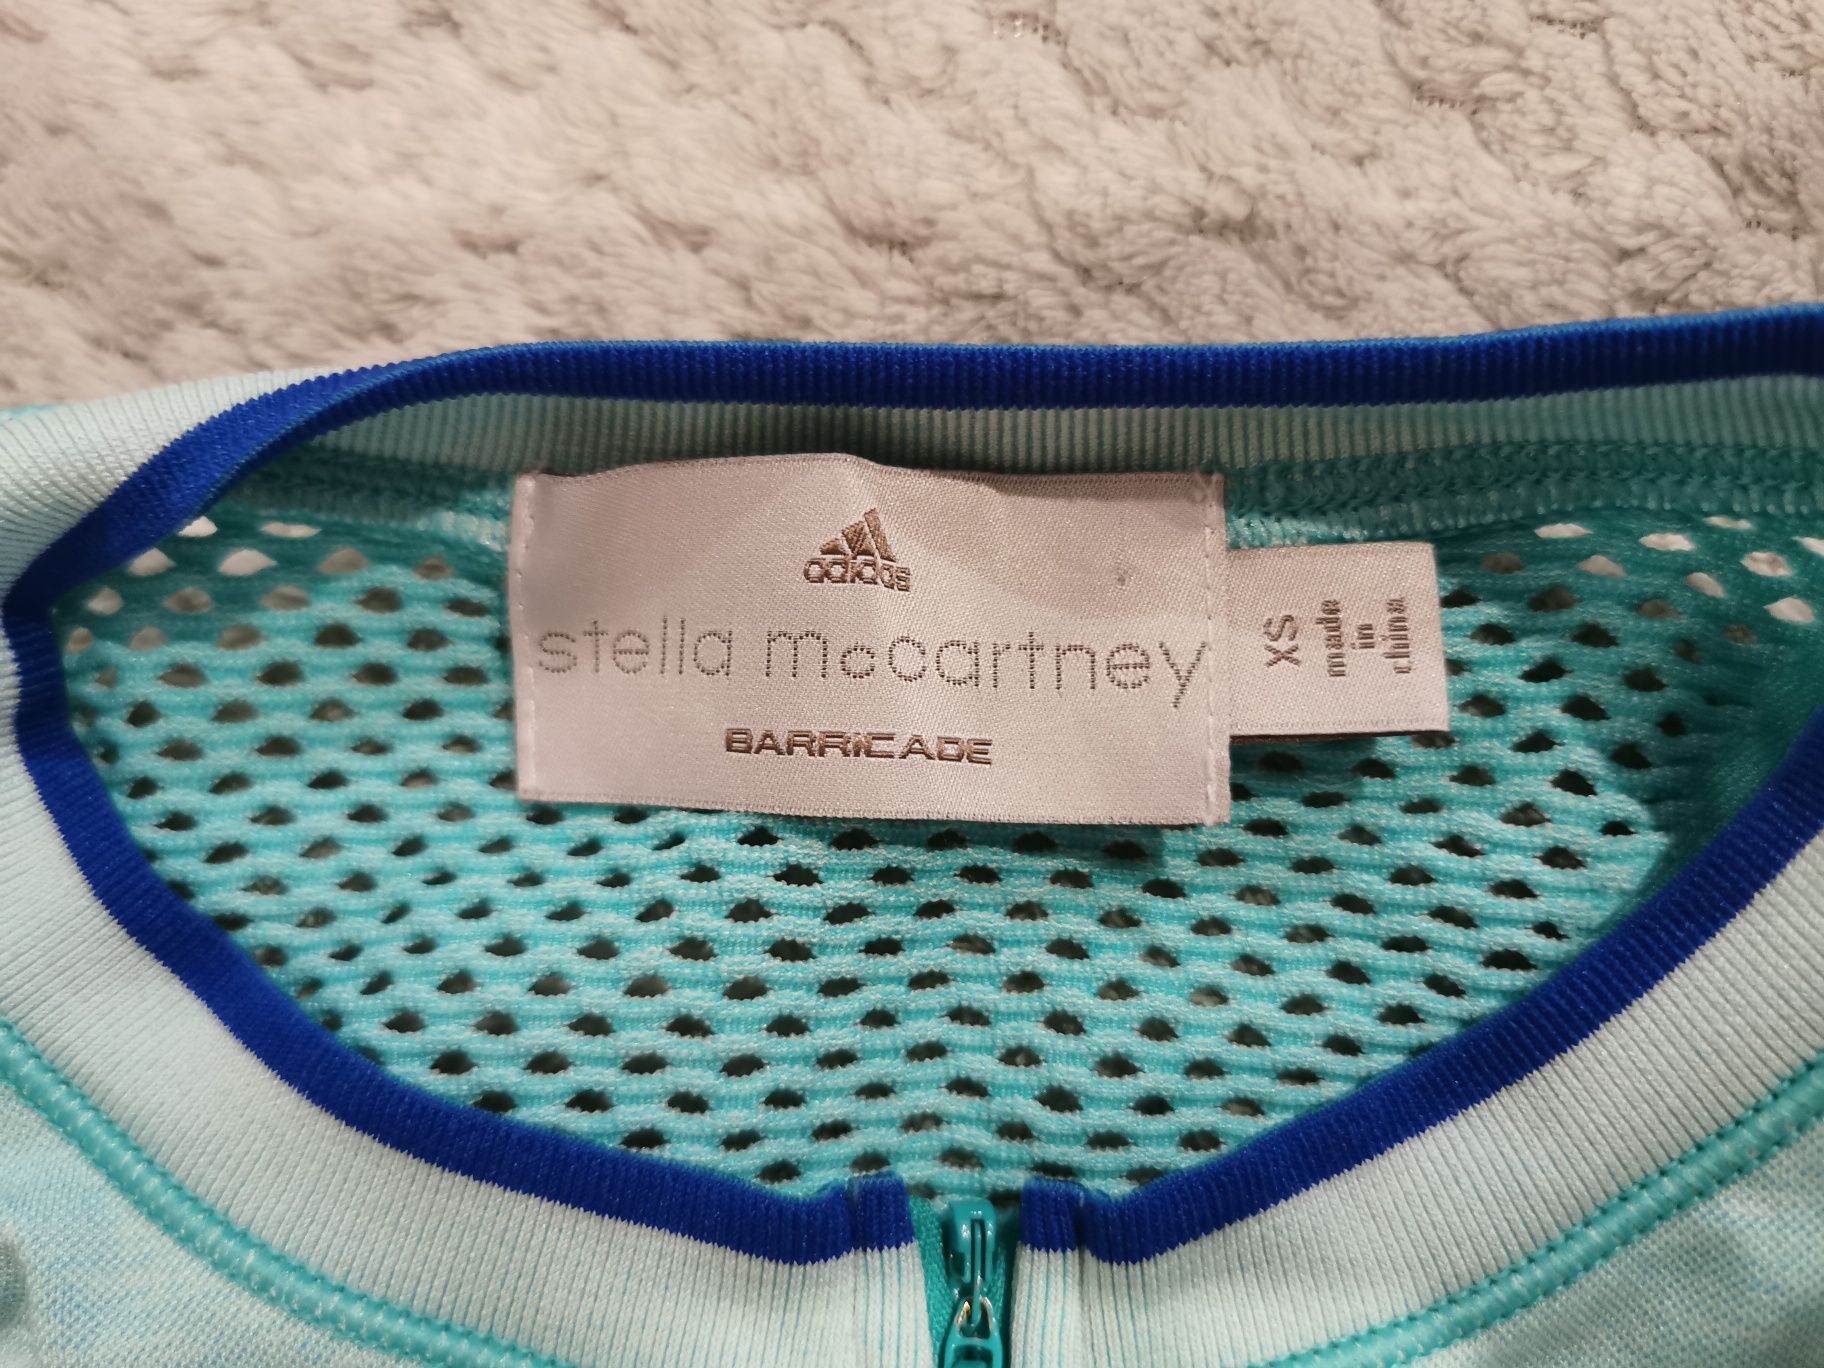 adidas
stella mccartney
BARRICADE
XS
made
in
china